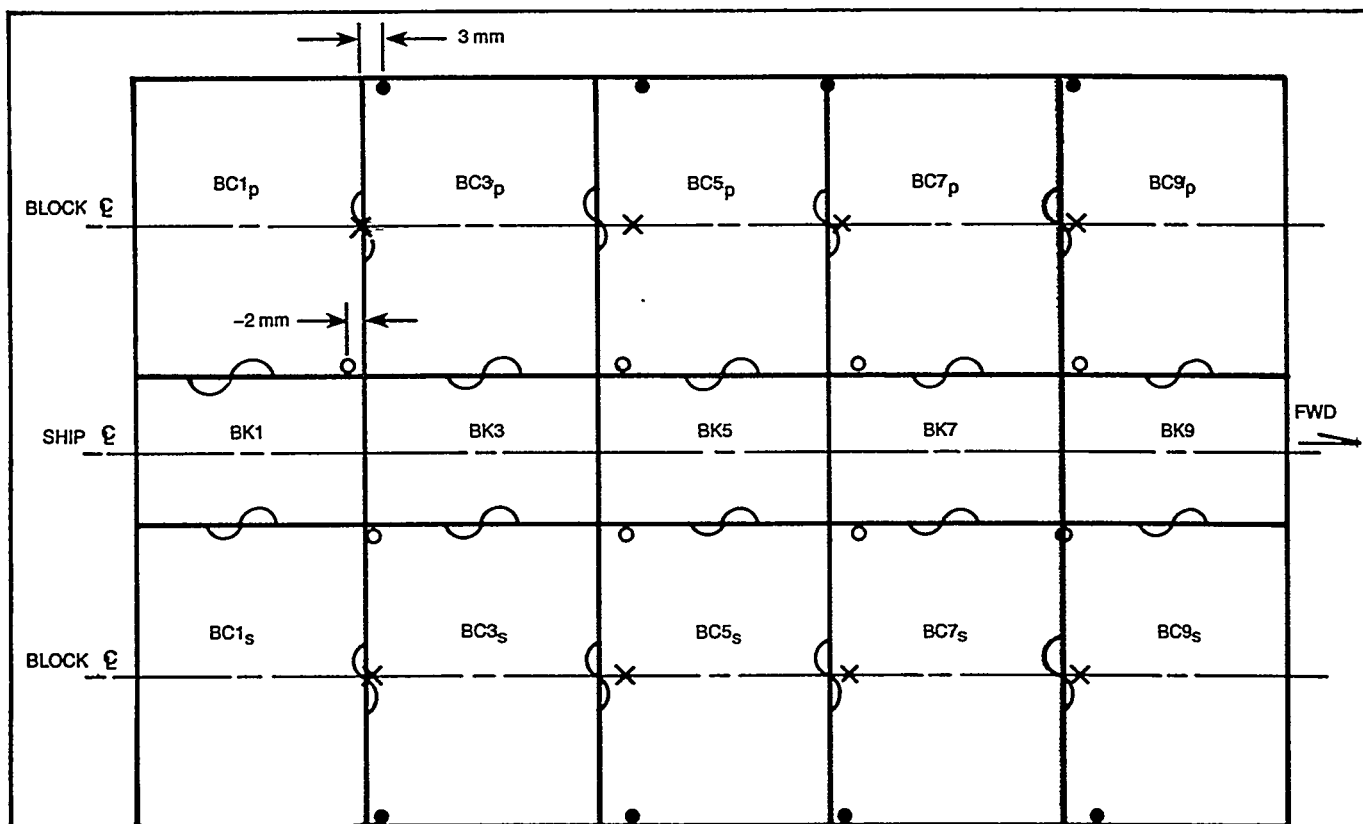 3 mm
BC1p BC3p BC5p BC7p BC9p
BLOCK ℄
–2 mm
SHIP ℄ BK1 BK3 BK5 BK7 BK9 FWD
BC1s BC3s BC5s BC7s BC9s
BLOCK ℄